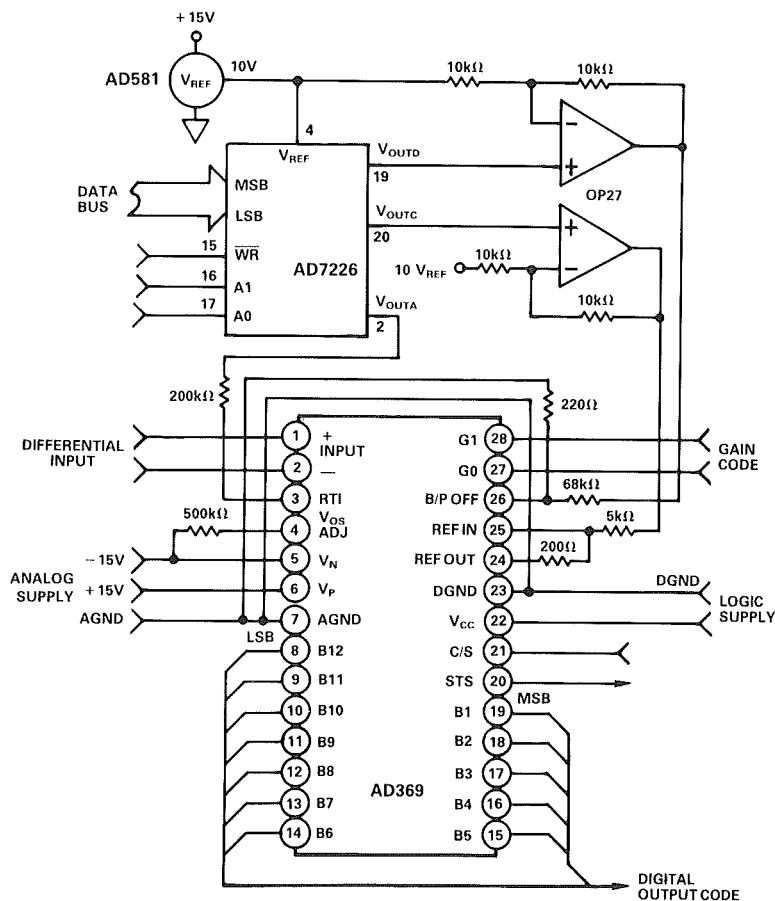 +15V
AD581
VREF
10V
10kΩ
10kΩ
4
VREF
MSB
LSB
DATA
BUS
15
WR
16
A1
17
A0
AD7226
VOUTD
19
VOUTC
20
VOUTA
2
OP27
10 VREF
10kΩ
10kΩ
200kΩ
220Ω
DIFFERENTIAL
INPUT
1
+
INPUT
2
−
3
RTI
500kΩ
4
VOS
ADJ
−15V
5
VN
ANALOG
SUPPLY
+15V
6
VP
AGND
7
AGND
LSB
8
B12
9
B11
10
B10
11
B9
12
B8
13
B7
14
B6
AD369
G1
28
G0
27
GAIN
CODE
B/P OFF
26
68kΩ
REF IN
25
5kΩ
REF OUT
24
200Ω
DGND
23
DGND
LOGIC
SUPPLY
VCC
22
C/S
21
STS
20
MSB
B1
19
B2
18
B3
17
B4
16
B5
15
DIGITAL
OUTPUT CODE